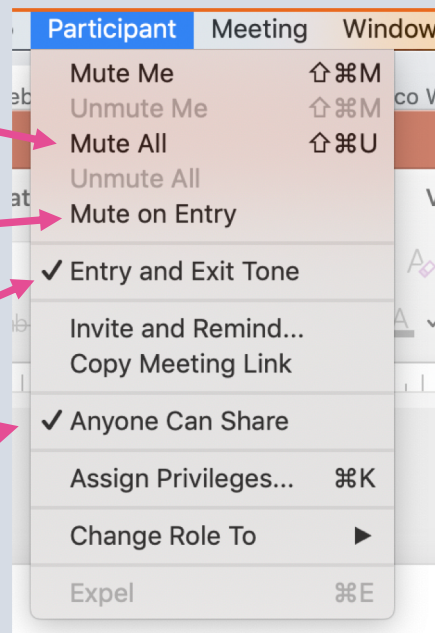 Participant Meeting Window
Mute Me ⇧⌘M
Unmute Me ⇧⌘M
Mute All ⇧⌘U
Unmute All
Mute on Entry
✓ Entry and Exit Tone
Invite and Remind...
Copy Meeting Link
✓ Anyone Can Share
Assign Privileges... ⌘K
Change Role To ▶
Expel ⌘E